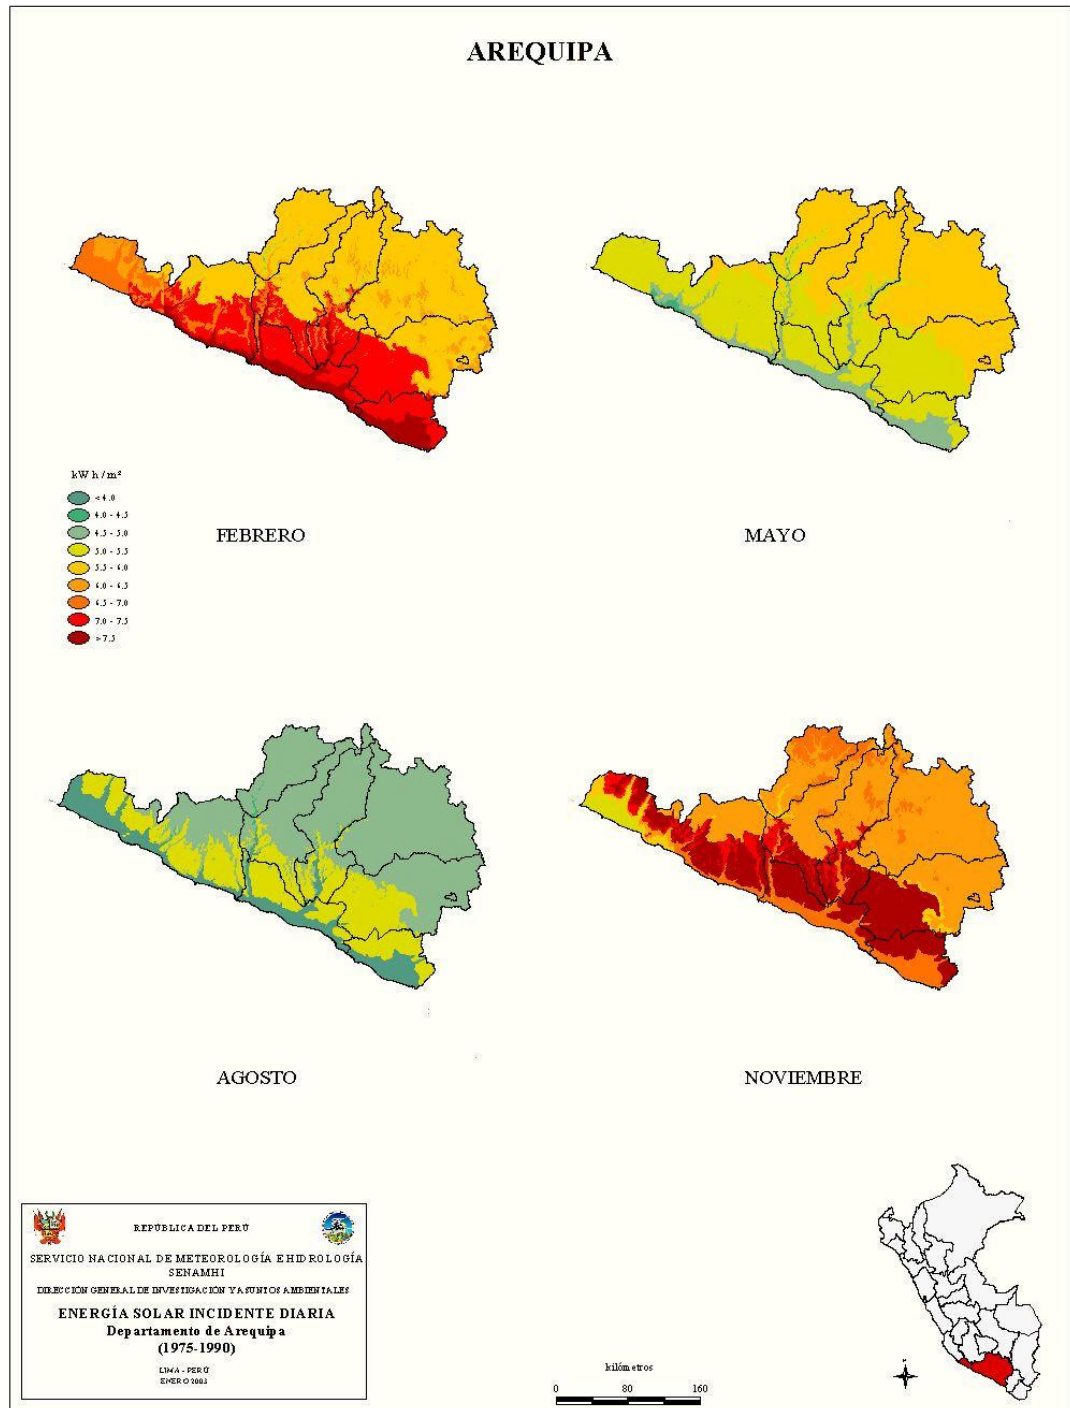 AREQUIPA
kW h / m²
< 4.0
4.0 - 4.5
4.5 - 5.0
5.0 - 5.5
5.5 - 6.0
6.0 - 6.5
6.5 - 7.0
7.0 - 7.5
> 7.5
FEBRERO
MAYO
AGOSTO
NOVIEMBRE
REPÚBLICA DEL PERÚ
SERVICIO NACIONAL DE METEOROLOGÍA E HIDROLOGÍA
SENAMHI
DIRECCIÓN GENERAL DE INVESTIGACIÓN Y ASUNTOS AMBIENTALES
ENERGÍA SOLAR INCIDENTE DIARIA
Departamento de Arequipa
(1975-1990)
LIMA - PERÚ
ENERO 2003
kilómetros
0 80 160